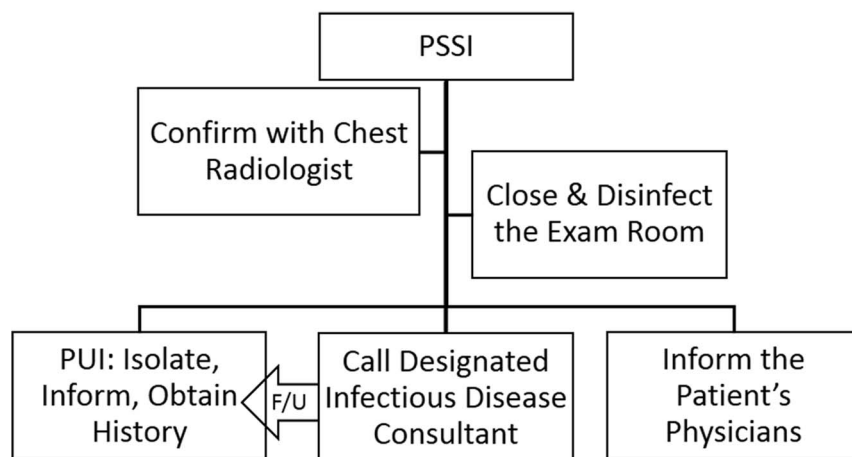 PSSI
Confirm with Chest
Radiologist
Close & Disinfect
the Exam Room
PUI: Isolate,
Inform, Obtain
History
F/U
Call Designated
Infectious Disease
Consultant
Inform the
Patient’s
Physicians